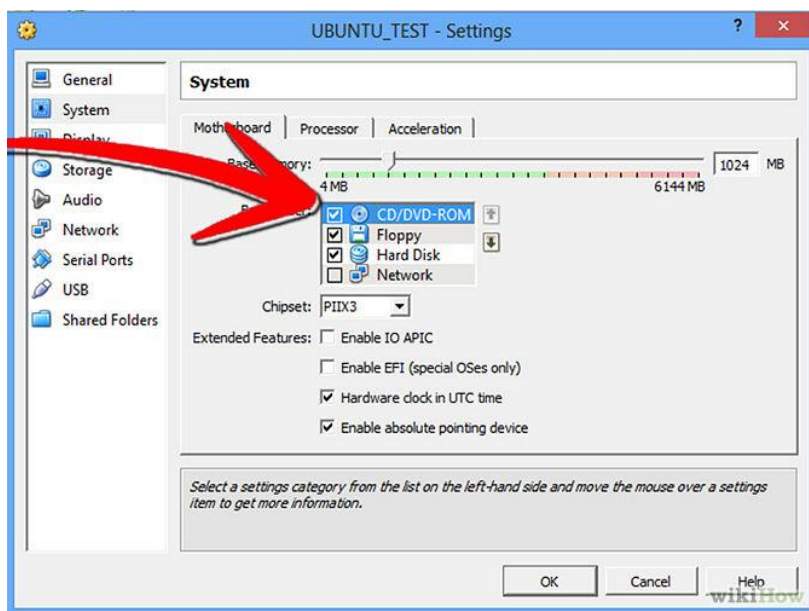 UBUNTU_TEST - Settings
?
x
General
System
Display
Storage
Audio
Network
Serial Ports
USB
Shared Folders
System
Motherboard Processor Acceleration
1024 MB
4 MB 6144 MB
CD/DVD-ROM
Floppy
Hard Disk
Network
Chipset: PIIX3
Extended Features: Enable IO APIC
Enable EFI (special OSes only)
Hardware clock in UTC time
Enable absolute pointing device
Select a settings category from the list on the left-hand side and move the mouse over a settings
item to get more information.
OK Cancel Help
wikiHow